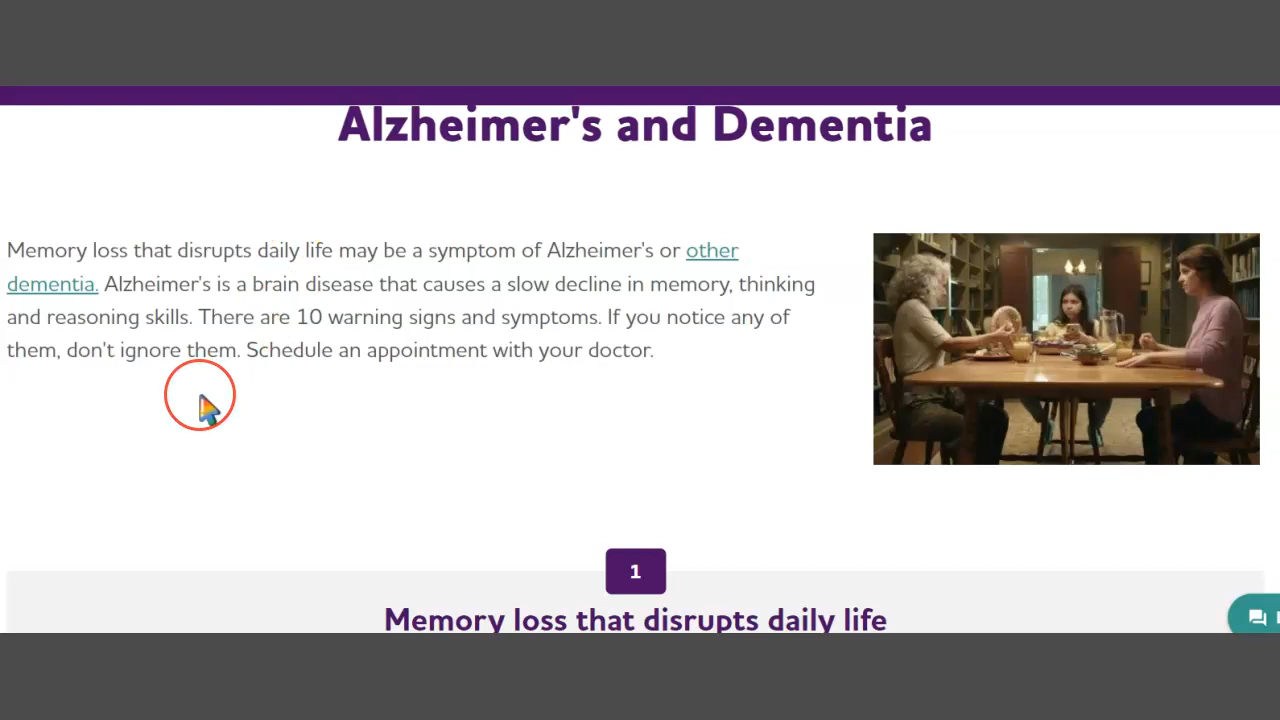 Alzheimer's and Dementia
Memory loss that disrupts daily life may be a symptom of Alzheimer's or other
dementia. Alzheimer's is a brain disease that causes a slow decline in memory, thinking
and reasoning skills. There are 10 warning signs and symptoms. If you notice any of
them, don't ignore them. Schedule an appointment with your doctor.
1
Memory loss that disrupts daily life